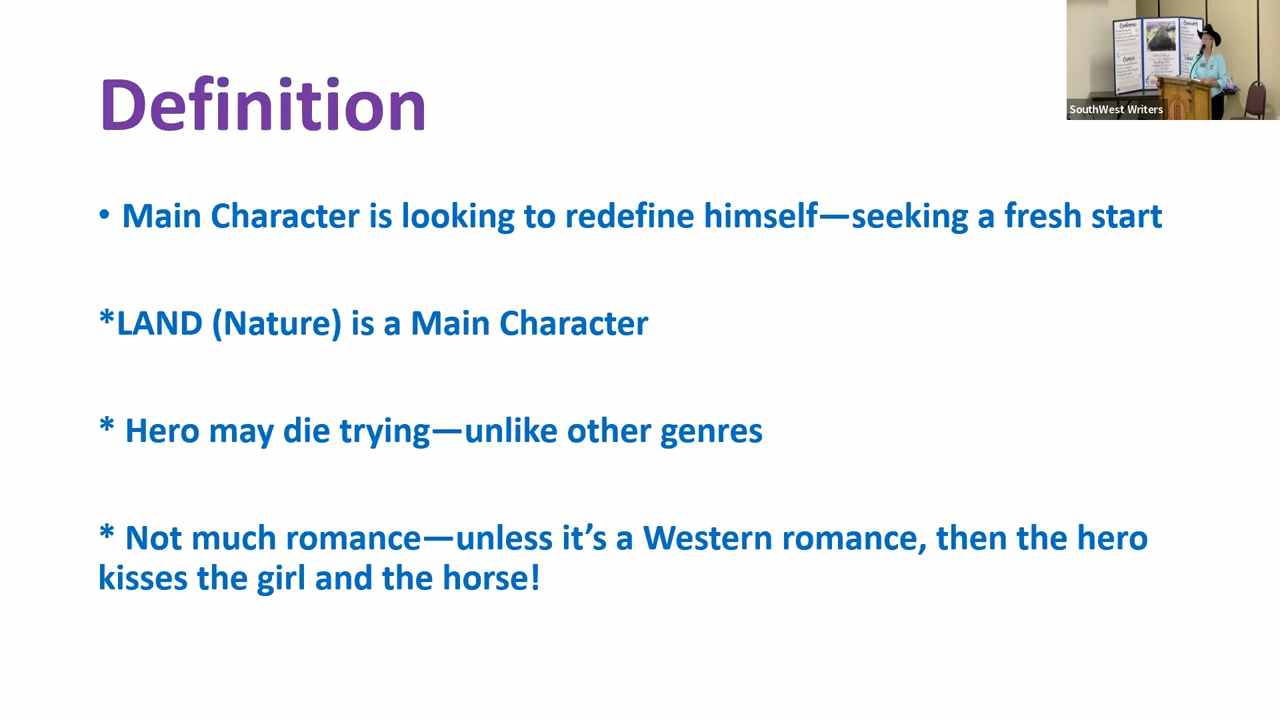 Definition
• Main Character is looking to redefine himself—seeking a fresh start
*LAND (Nature) is a Main Character
* Hero may die trying—unlike other genres
* Not much romance—unless it’s a Western romance, then the hero
kisses the girl and the horse!
SouthWest Writers